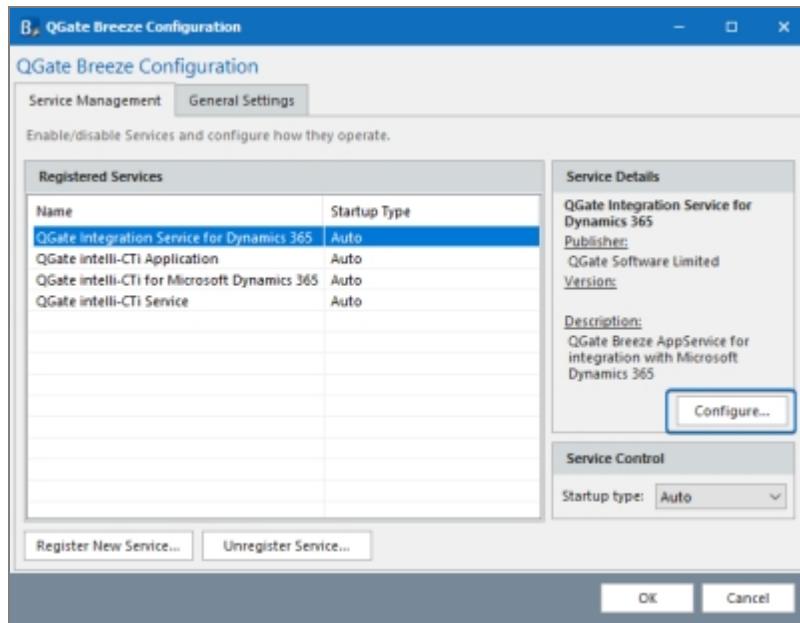 QGate Breeze Configuration
QGate Breeze Configuration
Service Management
General Settings
Enable/disable Services and configure how they operate.
Registered Services
Name
Startup Type
QGate Integration Service for Dynamics 365
Auto
QGate intelli-CTi Application
Auto
QGate intelli-CTi for Microsoft Dynamics 365
Auto
QGate intelli-CTi Service
Auto
Register New Service...
Unregister Service...
Service Details
QGate Integration Service for
Dynamics 365
Publisher:
QGate Software Limited
Version:
Description:
QGate Breeze AppService for
integration with Microsoft
Dynamics 365
Configure...
Service Control
Startup type:
Auto
OK
Cancel